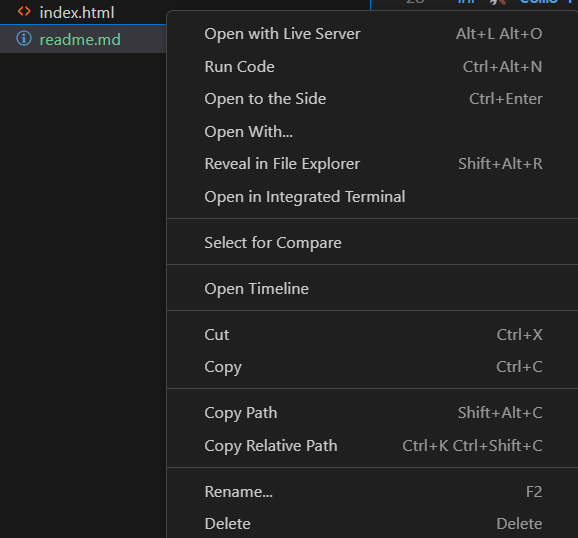 index.html
readme.md
Open with Live Server Alt+L Alt+O
Run Code Ctrl+Alt+N
Open to the Side Ctrl+Enter
Open With...
Reveal in File Explorer Shift+Alt+R
Open in Integrated Terminal
Select for Compare
Open Timeline
Cut Ctrl+X
Copy Ctrl+C
Copy Path Shift+Alt+C
Copy Relative Path Ctrl+K Ctrl+Shift+C
Rename... F2
Delete Delete